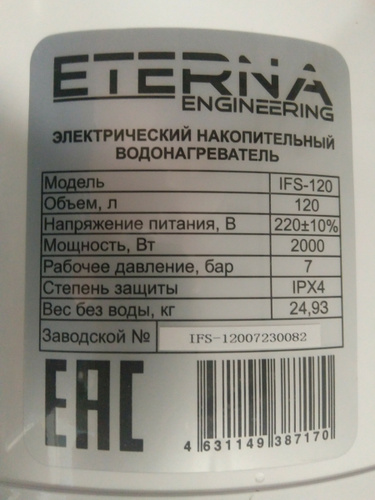 ETERNA
ENGINEERING
ЭЛЕКТРИЧЕСКИЙ НАКОПИТЕЛЬНЫЙ
ВОДОНАГРЕВАТЕЛЬ
Модель IFS-120
Объем, л 120
Напряжение питания, В 220±10%
Мощность, Вт 2000
Рабочее давление, бар 7
Степень защиты IPX4
Вес без воды, кг 24,93
Заводской № IFS-12007230082
EAC
4 631149 387170